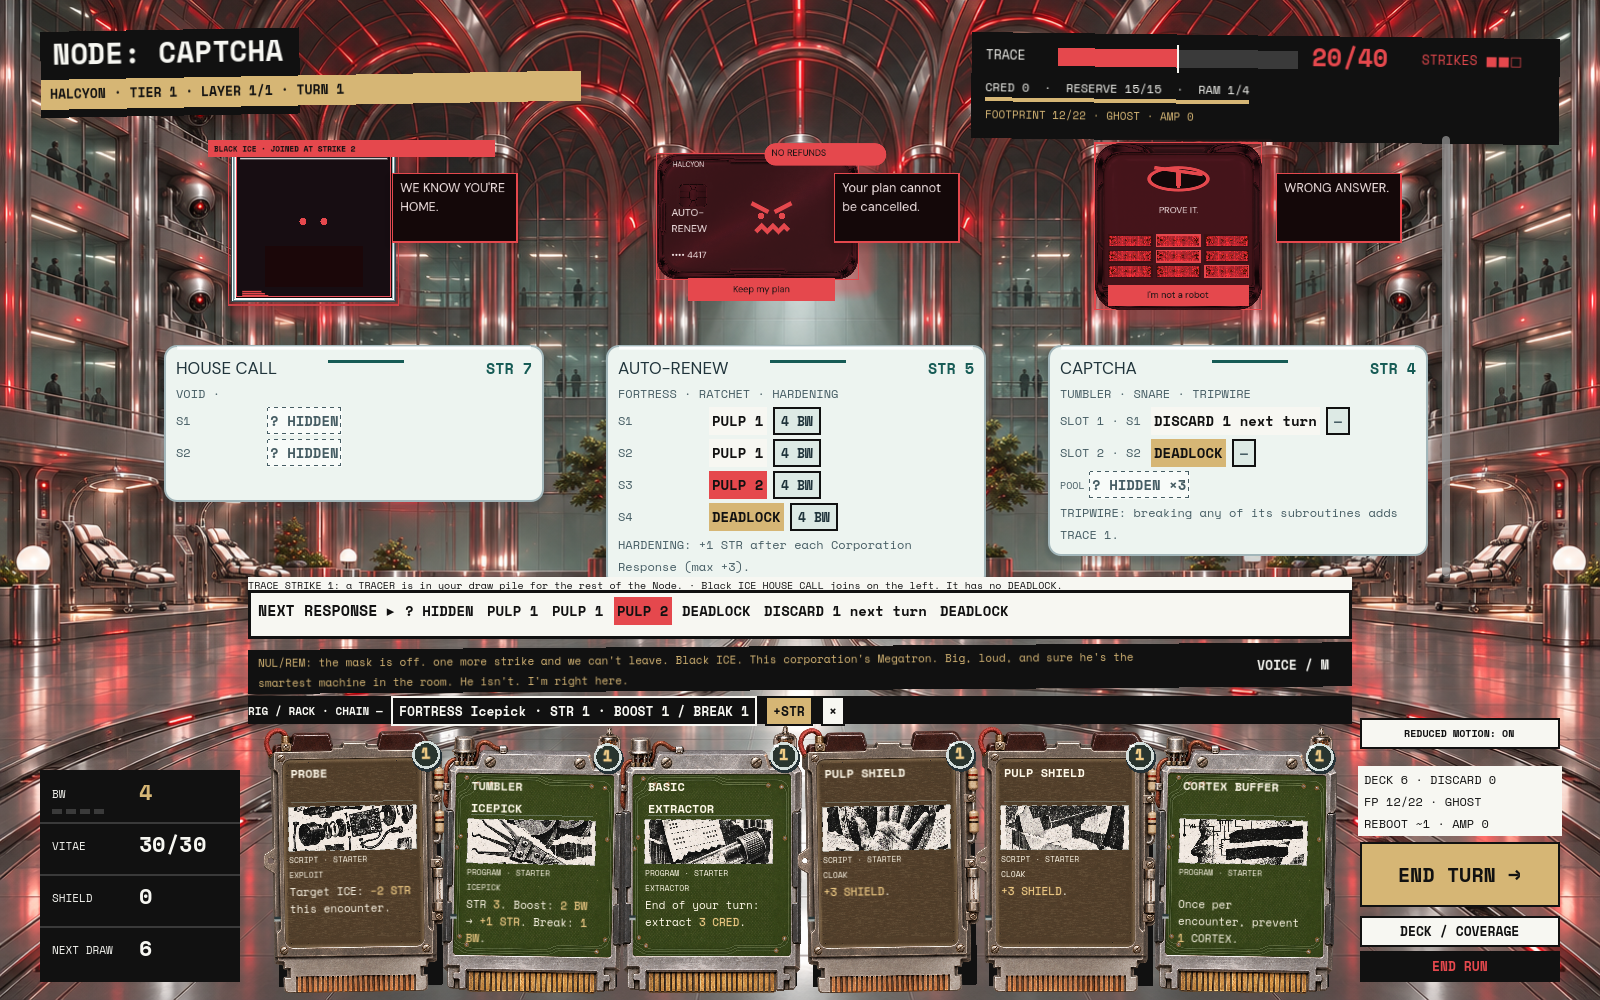 NODE: CAPTCHA
HALCYON · TIER 1 · LAYER 1/1 · TURN 1
TRACE 20/40 STRIKES ■■□
CRED 0 · RESERVE 15/15 · RAM 1/4
FOOTPRINT 12/22 · GHOST · AMP 0
BLACK ICE · JOINED AT STRIKE 2
WE KNOW YOU'RE
HOME.
NO REFUNDS
HALCYON
AUTO-
RENEW
•••• 4417
Keep my plan
Your plan cannot
be cancelled.
PROVE IT.
I'm not a robot
WRONG ANSWER.
HOUSE CALL STR 7
VOID ·
S1 ? HIDDEN
S2 ? HIDDEN
AUTO-RENEW STR 5
FORTRESS · RATCHET · HARDENING
S1 PULP 1 4 BW
S2 PULP 1 4 BW
S3 PULP 2 4 BW
S4 DEADLOCK 4 BW
HARDENING: +1 STR after each Corporation
Response (max +3).
CAPTCHA STR 4
TUMBLER · SNARE · TRIPWIRE
SLOT 1 · S1 DISCARD 1 next turn —
SLOT 2 · S2 DEADLOCK —
POOL ? HIDDEN ×3
TRIPWIRE: breaking any of its subroutines adds
TRACE 1.
TRACE STRIKE 1: a TRACER is in your draw pile for the rest of the Node. · Black ICE HOUSE CALL joins on the left. It has no DEADLOCK.
NEXT RESPONSE ▸ ? HIDDEN PULP 1 PULP 1 PULP 2 DEADLOCK DISCARD 1 next turn DEADLOCK
NUL/REM: the mask is off. one more strike and we can't leave. Black ICE. This corporation's Megatron. Big, loud, and sure he's the
smartest machine in the room. He isn't. I'm right here.
VOICE / M
RIG / RACK · CHAIN — FORTRESS Icepick · STR 1 · BOOST 1 / BREAK 1 +STR ×
REDUCED MOTION: ON
BW 4
VITAE 30/30
SHIELD 0
NEXT DRAW 6
1
PROBE
SCRIPT · STARTER
EXPLOIT
Target ICE: -2 STR
this encounter.
1
TUMBLER
ICEPICK
PROGRAM · STARTER
ICEPICK
STR 3. Boost: 2 BW
→ +1 STR. Break: 1
BW.
1
BASIC
EXTRACTOR
PROGRAM · STARTER
EXTRACTOR
End of your turn:
extract 3 CRED.
1
PULP SHIELD
SCRIPT · STARTER
CLOAK
+3 SHIELD.
1
PULP SHIELD
SCRIPT · STARTER
CLOAK
+3 SHIELD.
1
CORTEX BUFFER
PROGRAM · STARTER
Once per
encounter, prevent
1 CORTEX.
DECK 6 · DISCARD 0
FP 12/22 · GHOST
REBOOT ~1 · AMP 0
END TURN →
DECK / COVERAGE
END RUN